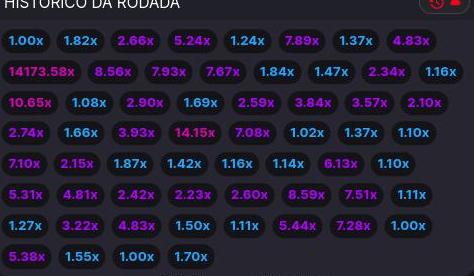 HISTÓRICO DA RODADA
1.00x 1.82x 2.66x 5.24x 1.24x 7.89x 1.37x 4.83x
14173.58x 8.56x 7.93x 7.67x 1.84x 1.47x 2.34x 1.16x
10.65x 1.08x 2.90x 1.69x 2.59x 3.84x 3.57x 2.10x
2.74x 1.66x 3.93x 14.15x 7.08x 1.02x 1.37x 1.10x
7.10x 2.15x 1.87x 1.42x 1.16x 1.14x 6.13x 1.10x
5.31x 4.81x 2.42x 2.23x 2.60x 8.59x 7.51x 1.11x
1.27x 3.22x 4.83x 1.50x 1.11x 5.44x 7.28x 1.00x
5.38x 1.55x 1.00x 1.70x